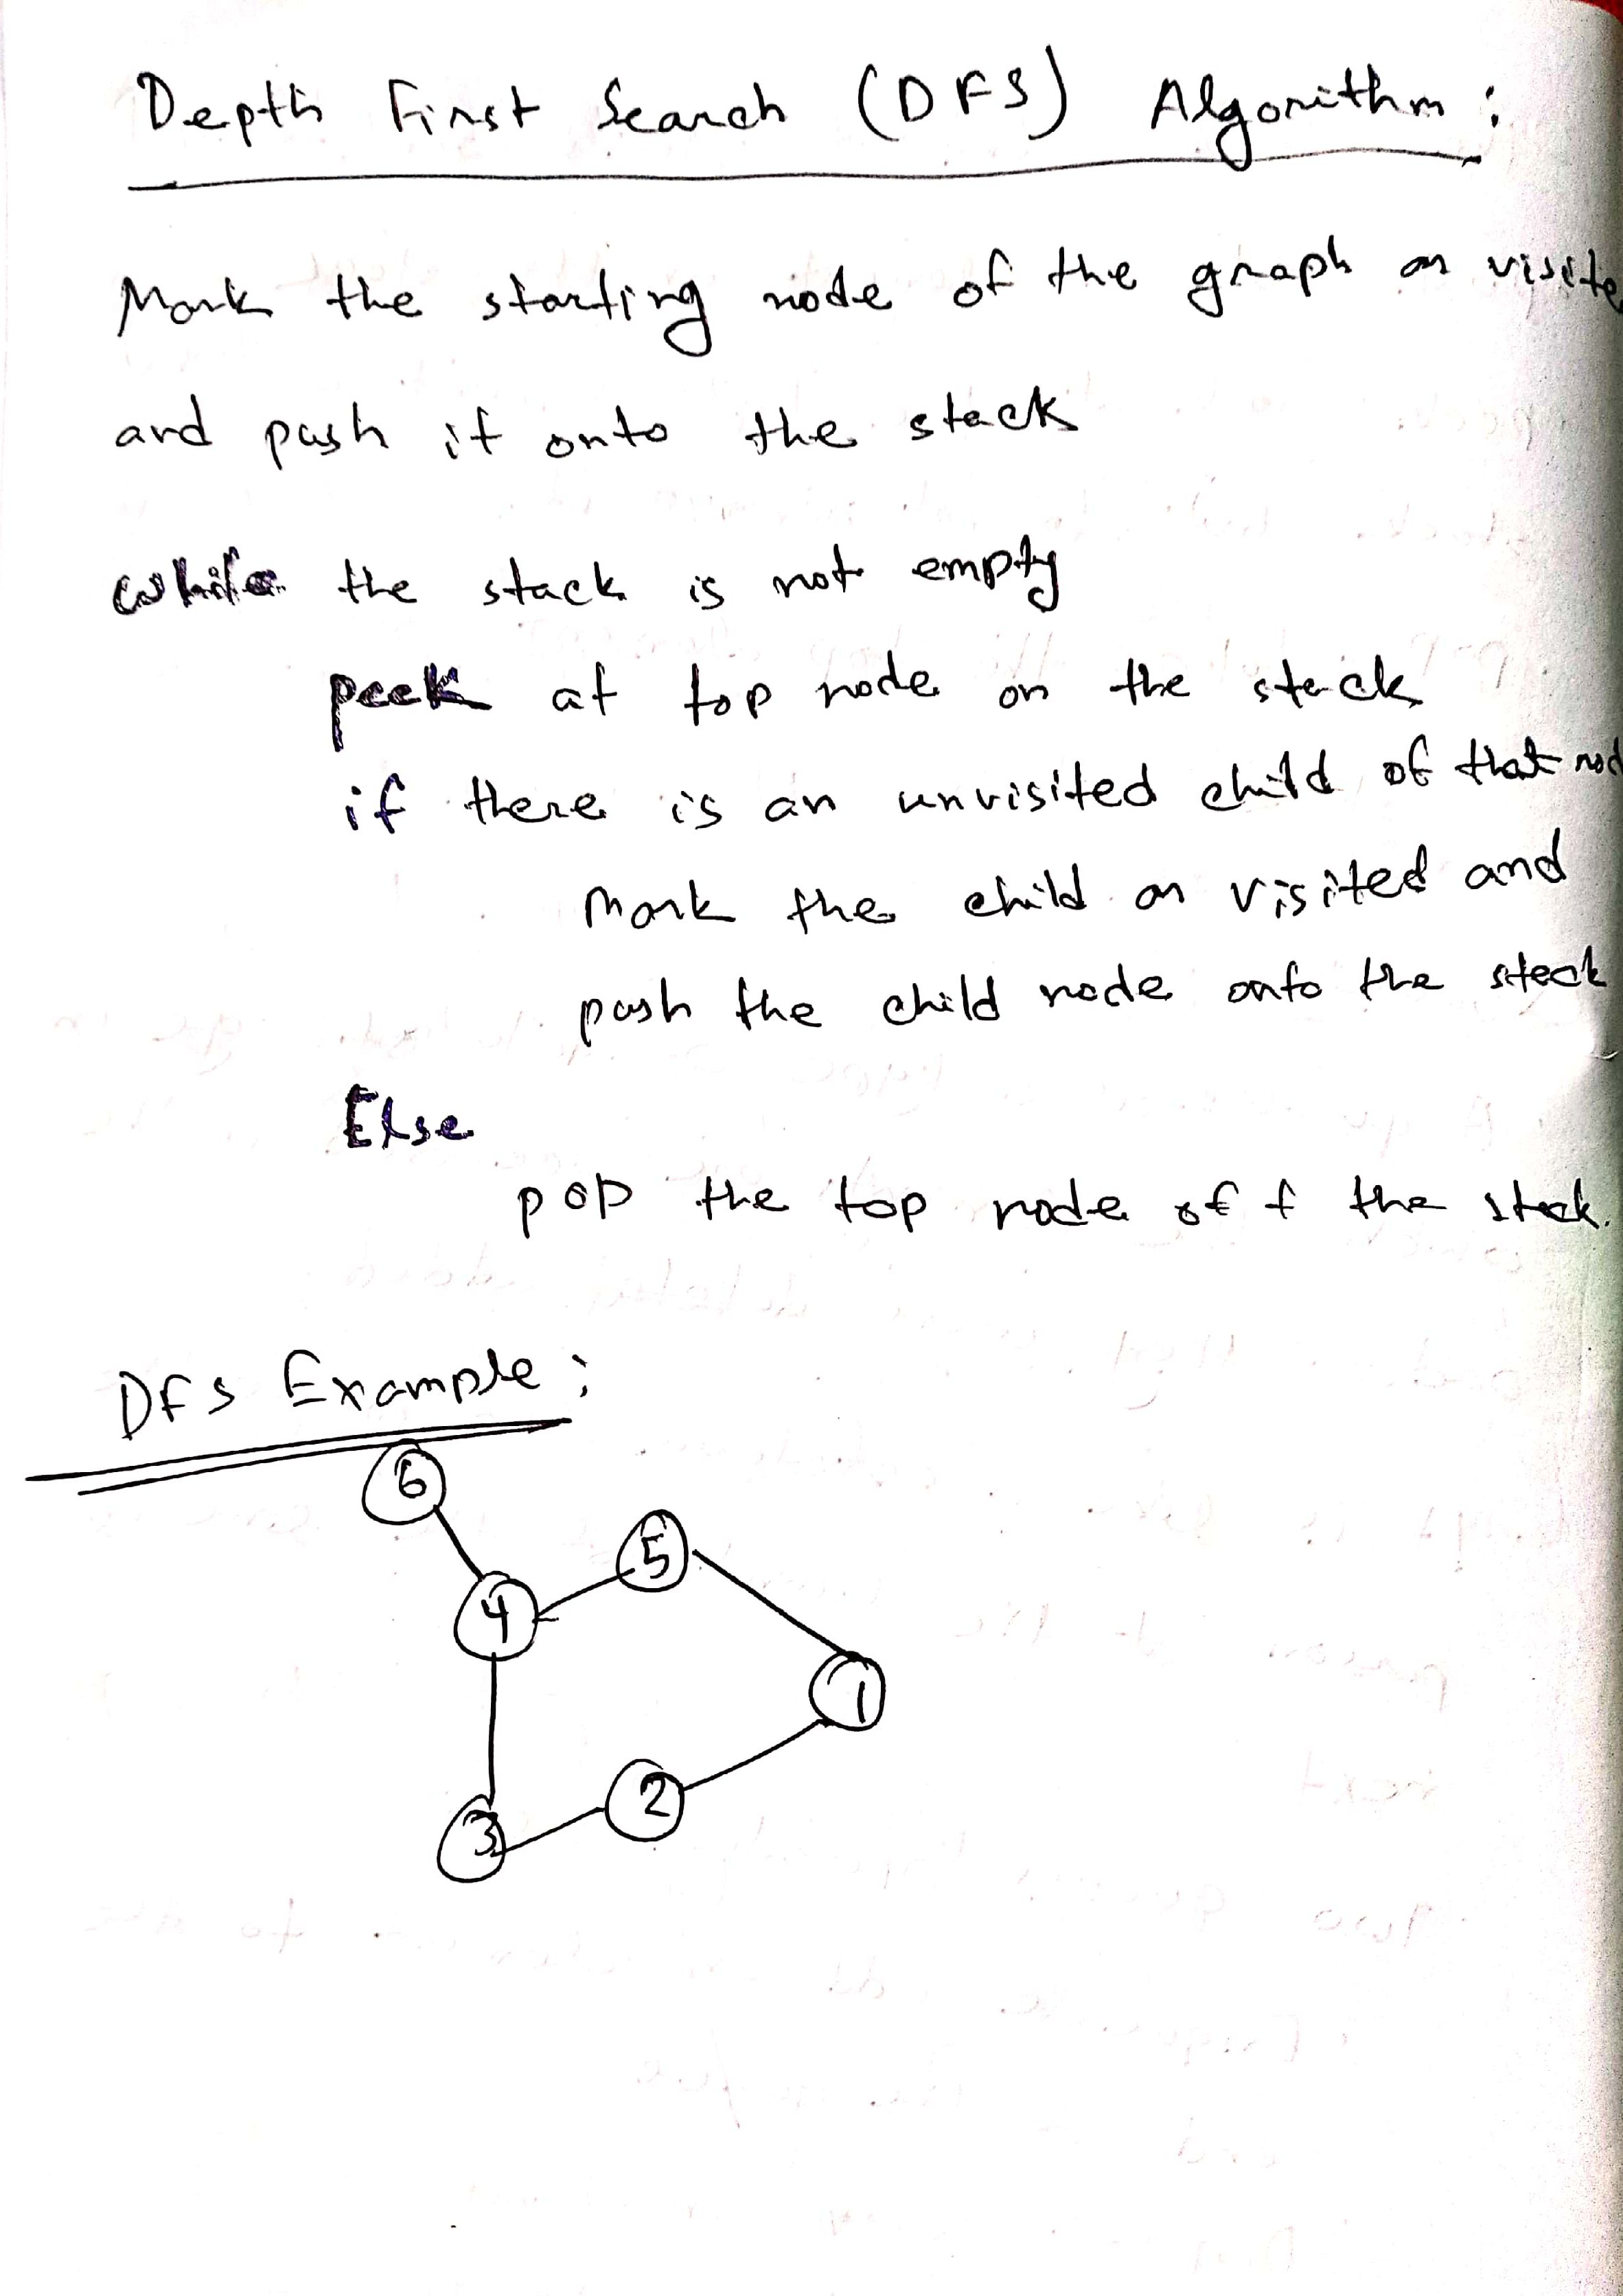 Depth First Search (DFS) Algorithm :
Mark the starting node of the graph as visite
and push it onto the stack
while the stack is not empty
peek at top node on the stack
if there is an unvisited child of that nod
Mark the child as visited and
push the child node onto the stack
Else
pop the top node off the stack.
DFS Example :
6
5
4
1
2
3